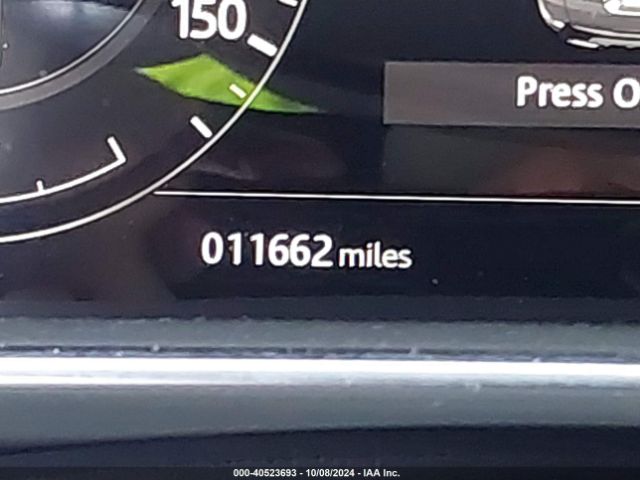 150
Press O
011662 miles
000-40523693 - 10/08/2024 - IAA Inc.